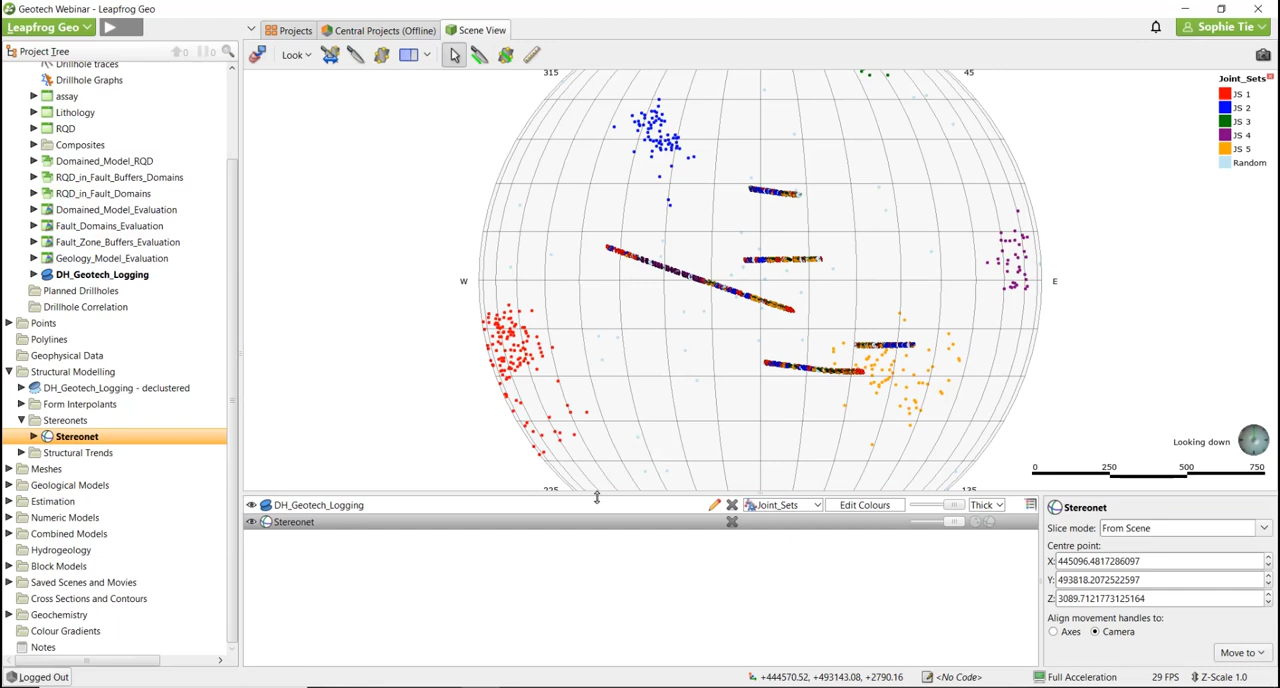 Geotech Webinar — Leapfrog Geo
Leapfrog Geo
Projects
Central Projects (Offline)
Scene View
Sophie Tie
Project Tree
0
0
Look
Drillhole traces
Drillhole Graphs
assay
Lithology
RQD
Composites
Domained_Model_RQD
RQD_in_Fault_Buffers_Domains
RQD_in_Fault_Domains
Domained_Model_Evaluation
Fault_Domains_Evaluation
Fault_Zone_Buffers_Evaluation
Geology_Model_Evaluation
DH_Geotech_Logging
Planned Drillholes
Drillhole Correlation
Points
Polylines
Geophysical Data
Structural Modelling
DH_Geotech_Logging - declustered
Form Interpolants
Stereonets
Stereonet
Structural Trends
Meshes
Geological Models
Estimation
Numeric Models
Combined Models
Hydrogeology
Block Models
Saved Scenes and Movies
Cross Sections and Contours
Geochemistry
Colour Gradients
Notes
315
45
W
E
225
135
Joint_Sets
JS 1
JS 2
JS 3
JS 4
JS 5
Random
Looking down
0 250 500 750
DH_Geotech_Logging
Joint_Sets
Edit Colours
Thick
Stereonet
Stereonet
Slice mode: From Scene
Centre point:
X: 445096.4817286097
Y: 493818.2072522597
Z: 3089.7121773125164
Align movement handles to:
Axes
Camera
Move to
Logged Out
+444570.52, +493143.08, +2790.16
<No Code>
Full Acceleration
29 FPS
Z-Scale 1.0